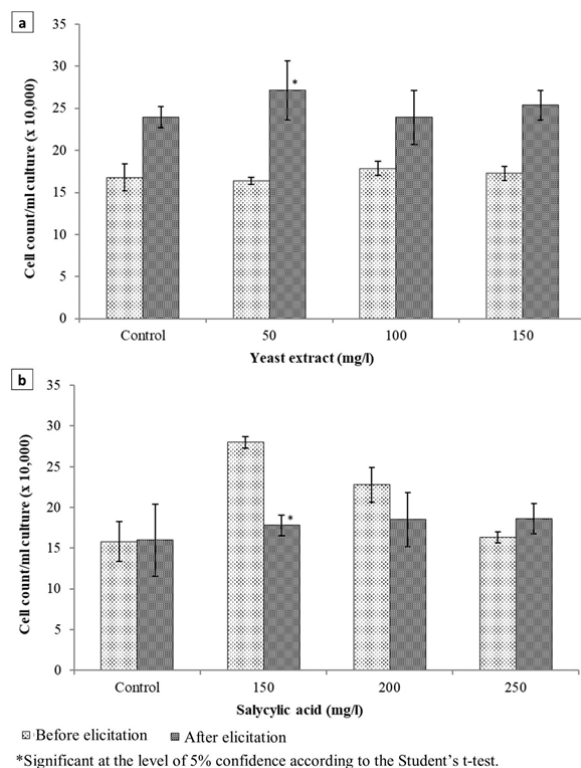 a
35
30
25
20
15
10
5
0
Cell count/ml culture (x 10,000)
*
Control 50 100 150
Yeast extract (mg/l)
b
35
30
25
20
15
10
5
0
Cell count/ml culture (x 10,000)
*
Control 150 200 250
Salycylic acid (mg/l)
Before elicitation After elicitation
*Significant at the level of 5% confidence according to the Student's t-test.